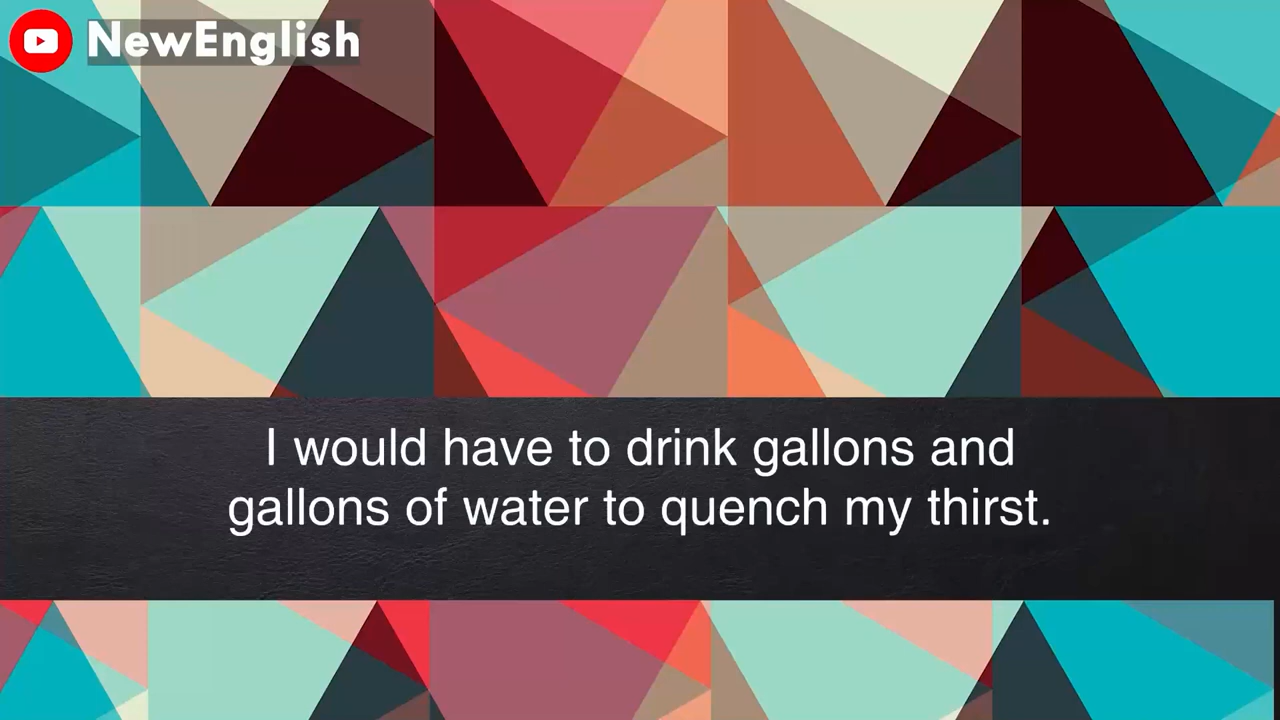 NewEnglish
I would have to drink gallons and
gallons of water to quench my thirst.